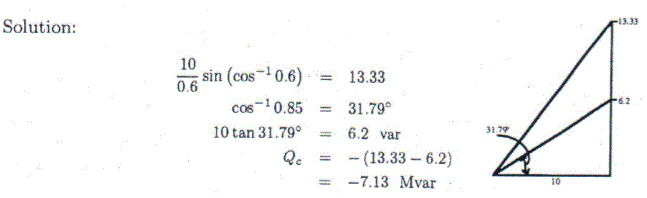 Solution:
10/0.6 sin (cos⁻¹ 0.6) = 13.33
cos⁻¹ 0.85 = 31.79°
10 tan 31.79° = 6.2 var
Qc = − (13.33 − 6.2)
= −7.13 Mvar
13.33
6.2
31.79°
10